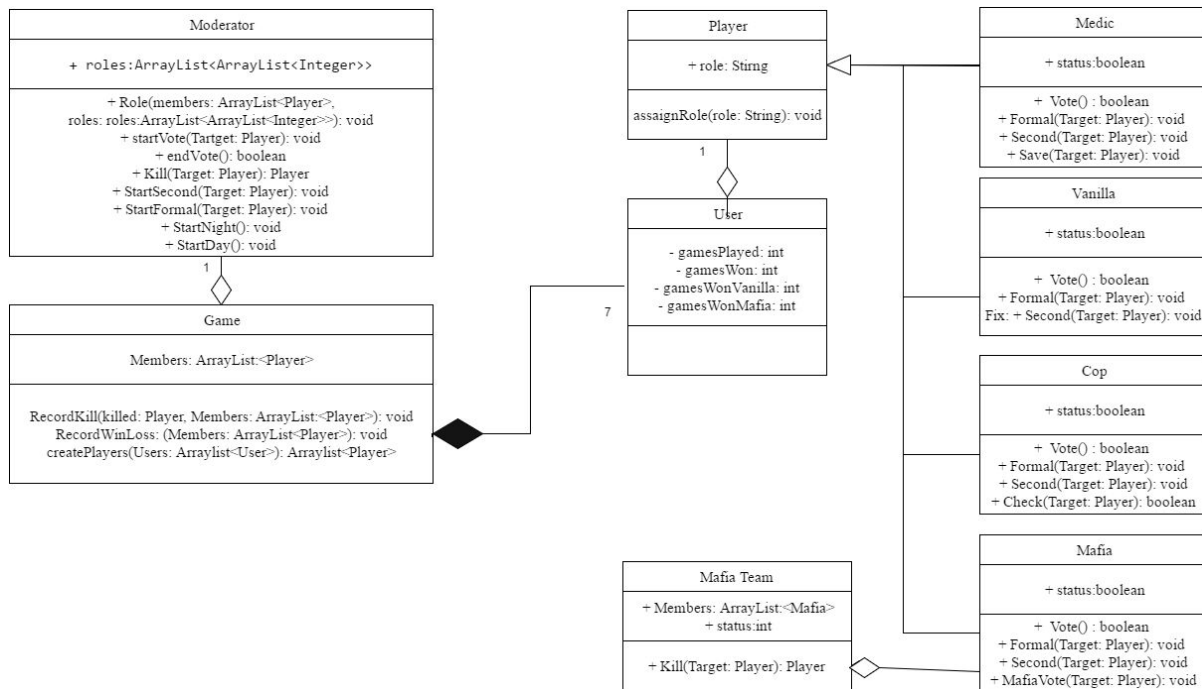 Moderator
+ roles:ArrayList<ArrayList<Integer>>
+ Role(members: ArrayList<Player>,
roles: roles:ArrayList<ArrayList<Integer>>): void
+ startVote(Tartget: Player): void
+ endVote(): boolean
+ Kill(Target: Player): Player
+ StartSecond(Target: Player): void
+ StartFormal(Target: Player): void
+ StartNight(): void
+ StartDay(): void
1
Game
Members: ArrayList:<Player>
RecordKill(killed: Player, Members: ArrayList:<Player>): void
RecordWinLoss: (Members: ArrayList<Player>): void
createPlayers(Users: Arraylist<User>): Arraylist<Player>
Player
+ role: Stirng
assaignRole(role: String): void
1
User
- gamesPlayed: int
- gamesWon: int
- gamesWonVanilla: int
- gamesWonMafia: int
7
Mafia Team
+ Members: ArrayList:<Mafia>
+ status:int
+ Kill(Target: Player): Player
Medic
+ status:boolean
+ Vote() : boolean
+ Formal(Target: Player): void
+ Second(Target: Player): void
+ Save(Target: Player): void
Vanilla
+ status:boolean
+ Vote() : boolean
+ Formal(Target: Player): void
Fix: + Second(Target: Player): void
Cop
+ status:boolean
+ Vote() : boolean
+ Formal(Target: Player): void
+ Second(Target: Player): void
+ Check(Target: Player): boolean
Mafia
+ status:boolean
+ Vote() : boolean
+ Formal(Target: Player): void
+ Second(Target: Player): void
+ MafiaVote(Target: Player): void